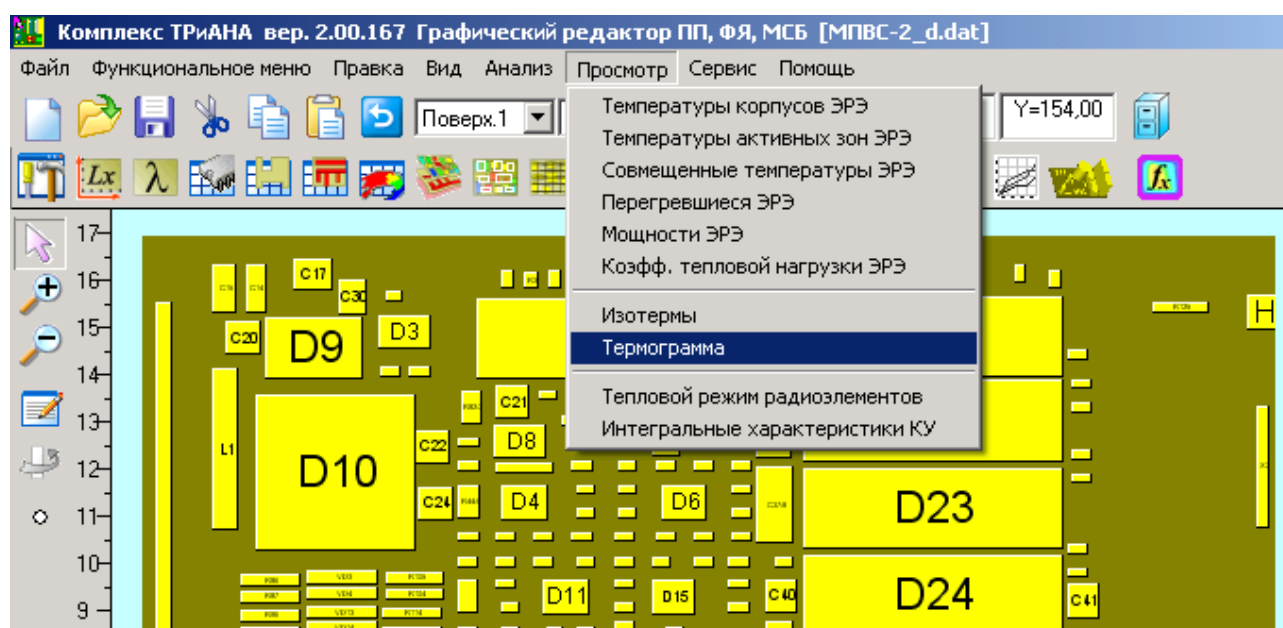 Комплекс ТРиАНА вер. 2.00.167 Графический редактор ПП, ФЯ, МСБ [МПВС-2_d.dat]
Файл Функциональное меню Правка Вид Анализ Просмотр Сервис Помощь
Поверх.1 Y=154,00
Lx λ fx
Температуры корпусов ЭРЭ
Температуры активных зон ЭРЭ
Совмещенные температуры ЭРЭ
Перегревшиеся ЭРЭ
Мощности ЭРЭ
Коэфф. тепловой нагрузки ЭРЭ
Изотермы
Термограмма
Тепловой режим радиоэлементов
Интегральные характеристики КУ
17
16
15
14
13
12
11
10
9
C17
C30
C20 D9 D3 H
C21
L1 C22 D8
D10
C24 D4 D6 D23
D11 D15 C40 D24 C41